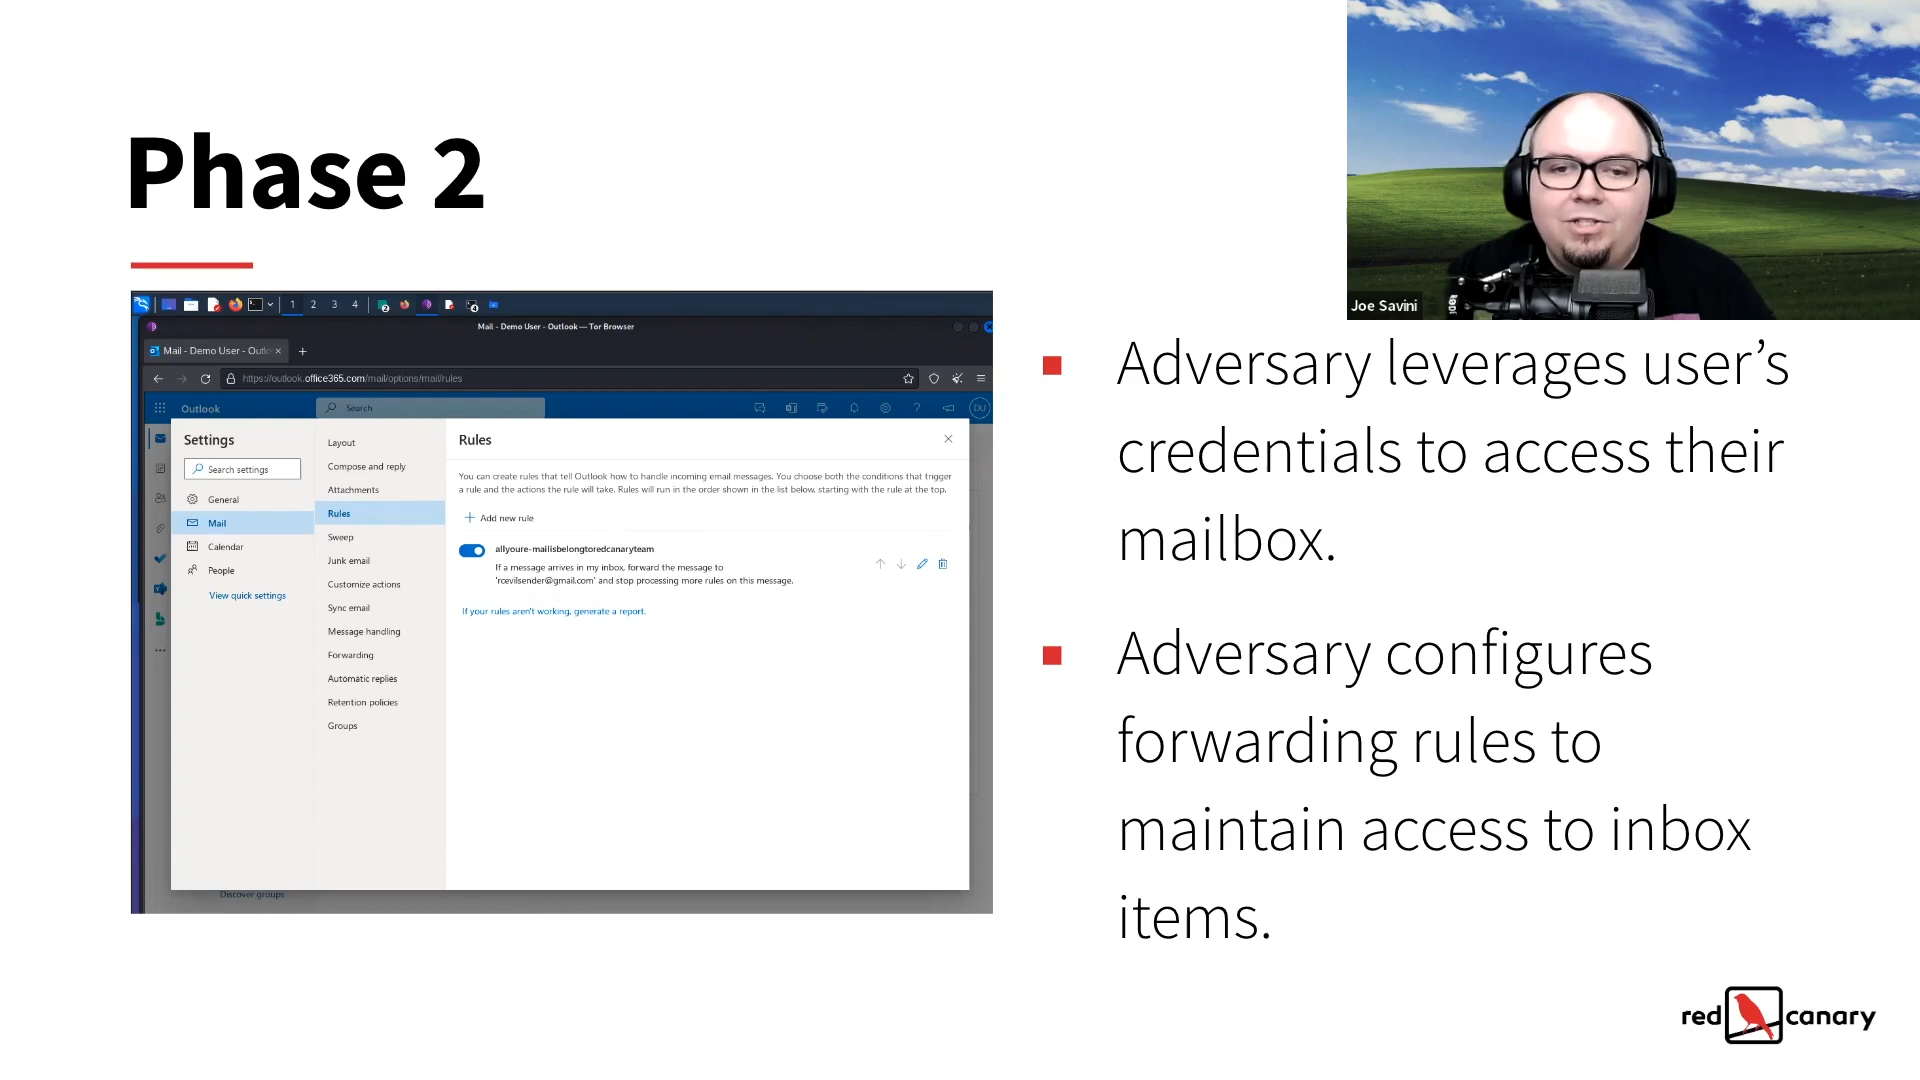 Phase 2
Joe Savini
1 2 3 4
Mail - Demo User - Outlook — Tor Browser
Mail - Demo User - Outlo
https://outlook.office365.com/mail/options/mail/rules
Outlook
Search
DU
Settings
Search settings
General
Mail
Calendar
People
View quick settings
Layout
Compose and reply
Attachments
Rules
Sweep
Junk email
Customize actions
Sync email
Message handling
Forwarding
Automatic replies
Retention policies
Groups
Rules
You can create rules that tell Outlook how to handle incoming email messages. You choose both the conditions that trigger
a rule and the actions the rule will take. Rules will run in the order shown in the list below, starting with the rule at the top.
Add new rule
allyoure-mailisbelongtoredcanaryteam
If a message arrives in my inbox, forward the message to
'rcevilsender@gmail.com' and stop processing more rules on this message.
If your rules aren't working, generate a report.
Discover groups
Adversary leverages user’s
credentials to access their
mailbox.
Adversary configures
forwarding rules to
maintain access to inbox
items.
red canary